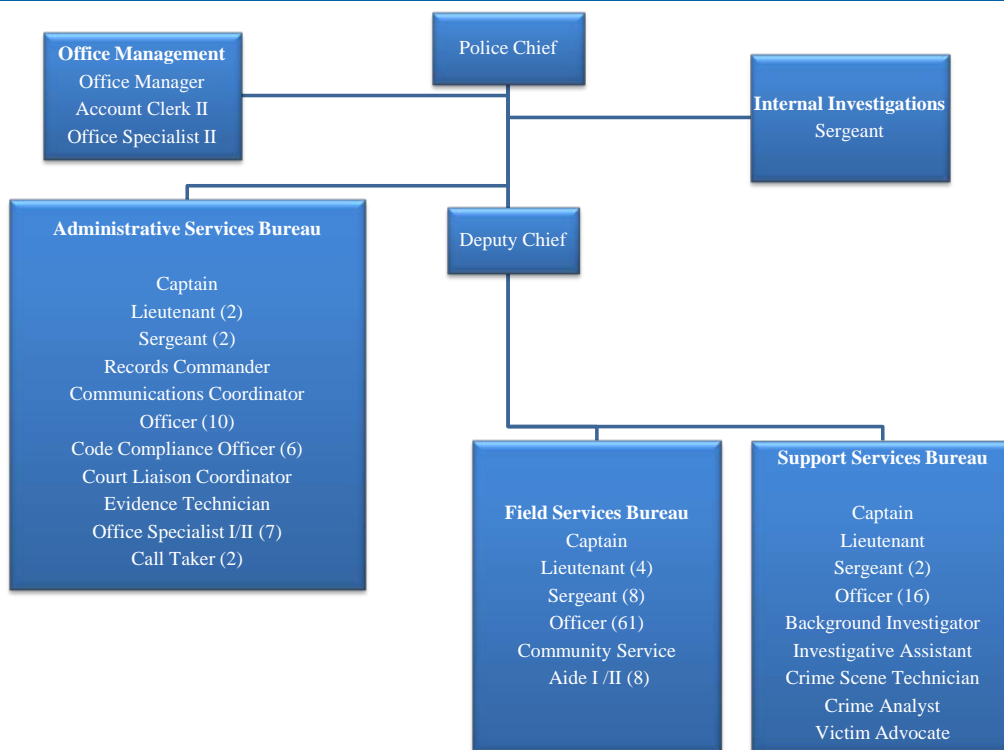 Police Chief
Office Management
Office Manager
Account Clerk II
Office Specialist II
Internal Investigations
Sergeant
Administrative Services Bureau
Captain
Lieutenant (2)
Sergeant (2)
Records Commander
Communications Coordinator
Officer (10)
Code Compliance Officer (6)
Court Liaison Coordinator
Evidence Technician
Office Specialist I/II (7)
Call Taker (2)
Deputy Chief
Field Services Bureau
Captain
Lieutenant (4)
Sergeant (8)
Officer (61)
Community Service
Aide I /II (8)
Support Services Bureau
Captain
Lieutenant
Sergeant (2)
Officer (16)
Background Investigator
Investigative Assistant
Crime Scene Technician
Crime Analyst
Victim Advocate